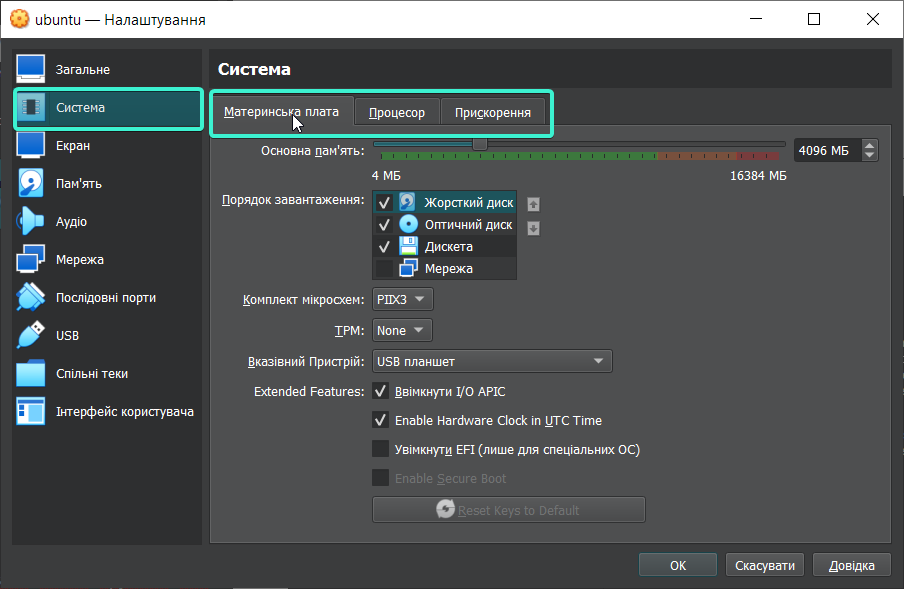 ubuntu — Налаштування
Загальне
Система
Екран
Пам'ять
Аудіо
Мережа
Послідовні порти
USB
Спільні теки
Інтерфейс користувача
Система
Материнська плата Процесор Прискорення
Основна пам'ять: 4096 МБ
4 МБ 16384 МБ
Порядок завантаження: Жорсткий диск
Оптичний диск
Дискета
Мережа
Комплект мікросхем: PIIX3
TPM: None
Вказівний Пристрій: USB планшет
Extended Features: Ввімкнути I/O APIC
Enable Hardware Clock in UTC Time
Увімкнути EFI (лише для спеціальних ОС)
Enable Secure Boot
Reset Keys to Default
OK Скасувати Довідка